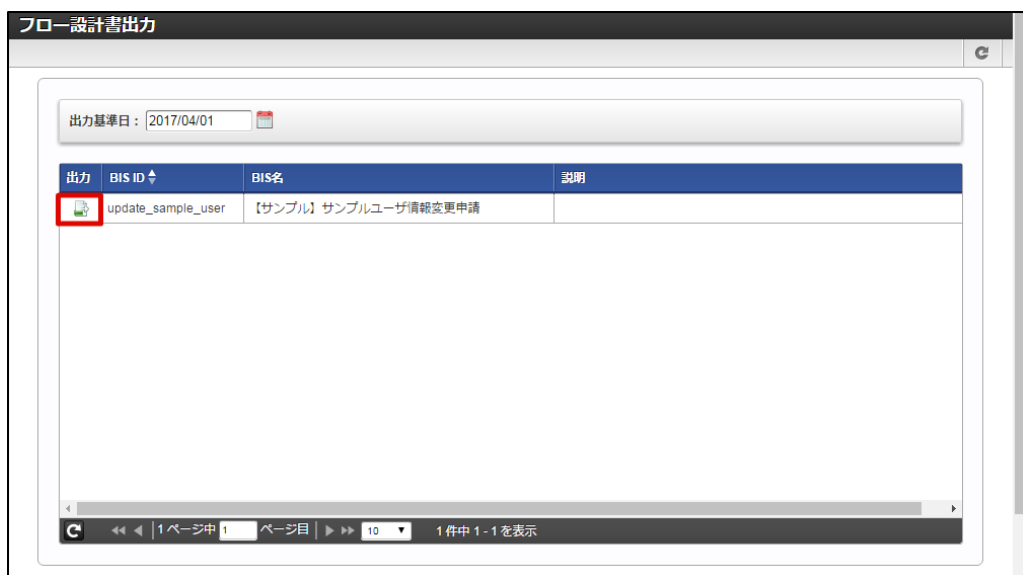 フロー設計書出力
出力基準日： 2017/04/01
出力 BIS ID BIS名 説明
update_sample_user 【サンプル】サンプルユーザ情報変更申請
1 ページ中 1 ページ目 10 1 件中 1 - 1 を表示